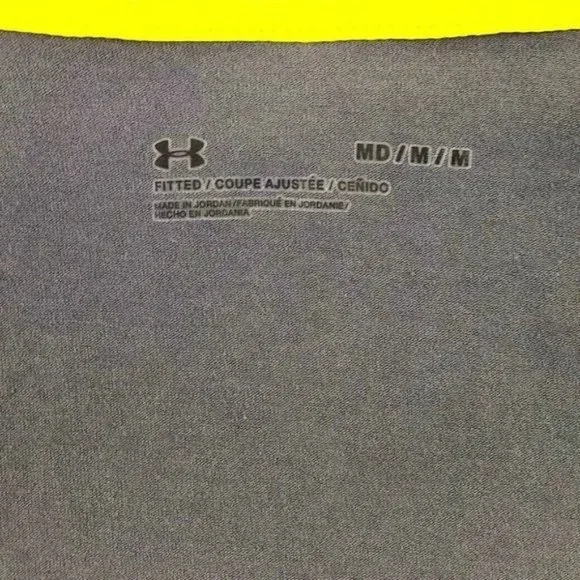 MD/M/M
FITTED / COUPE AJUSTÉE / CEÑIDO
MADE IN JORDAN/FABRIQUÉ EN JORDANIE/
HECHO EN JORDANIA